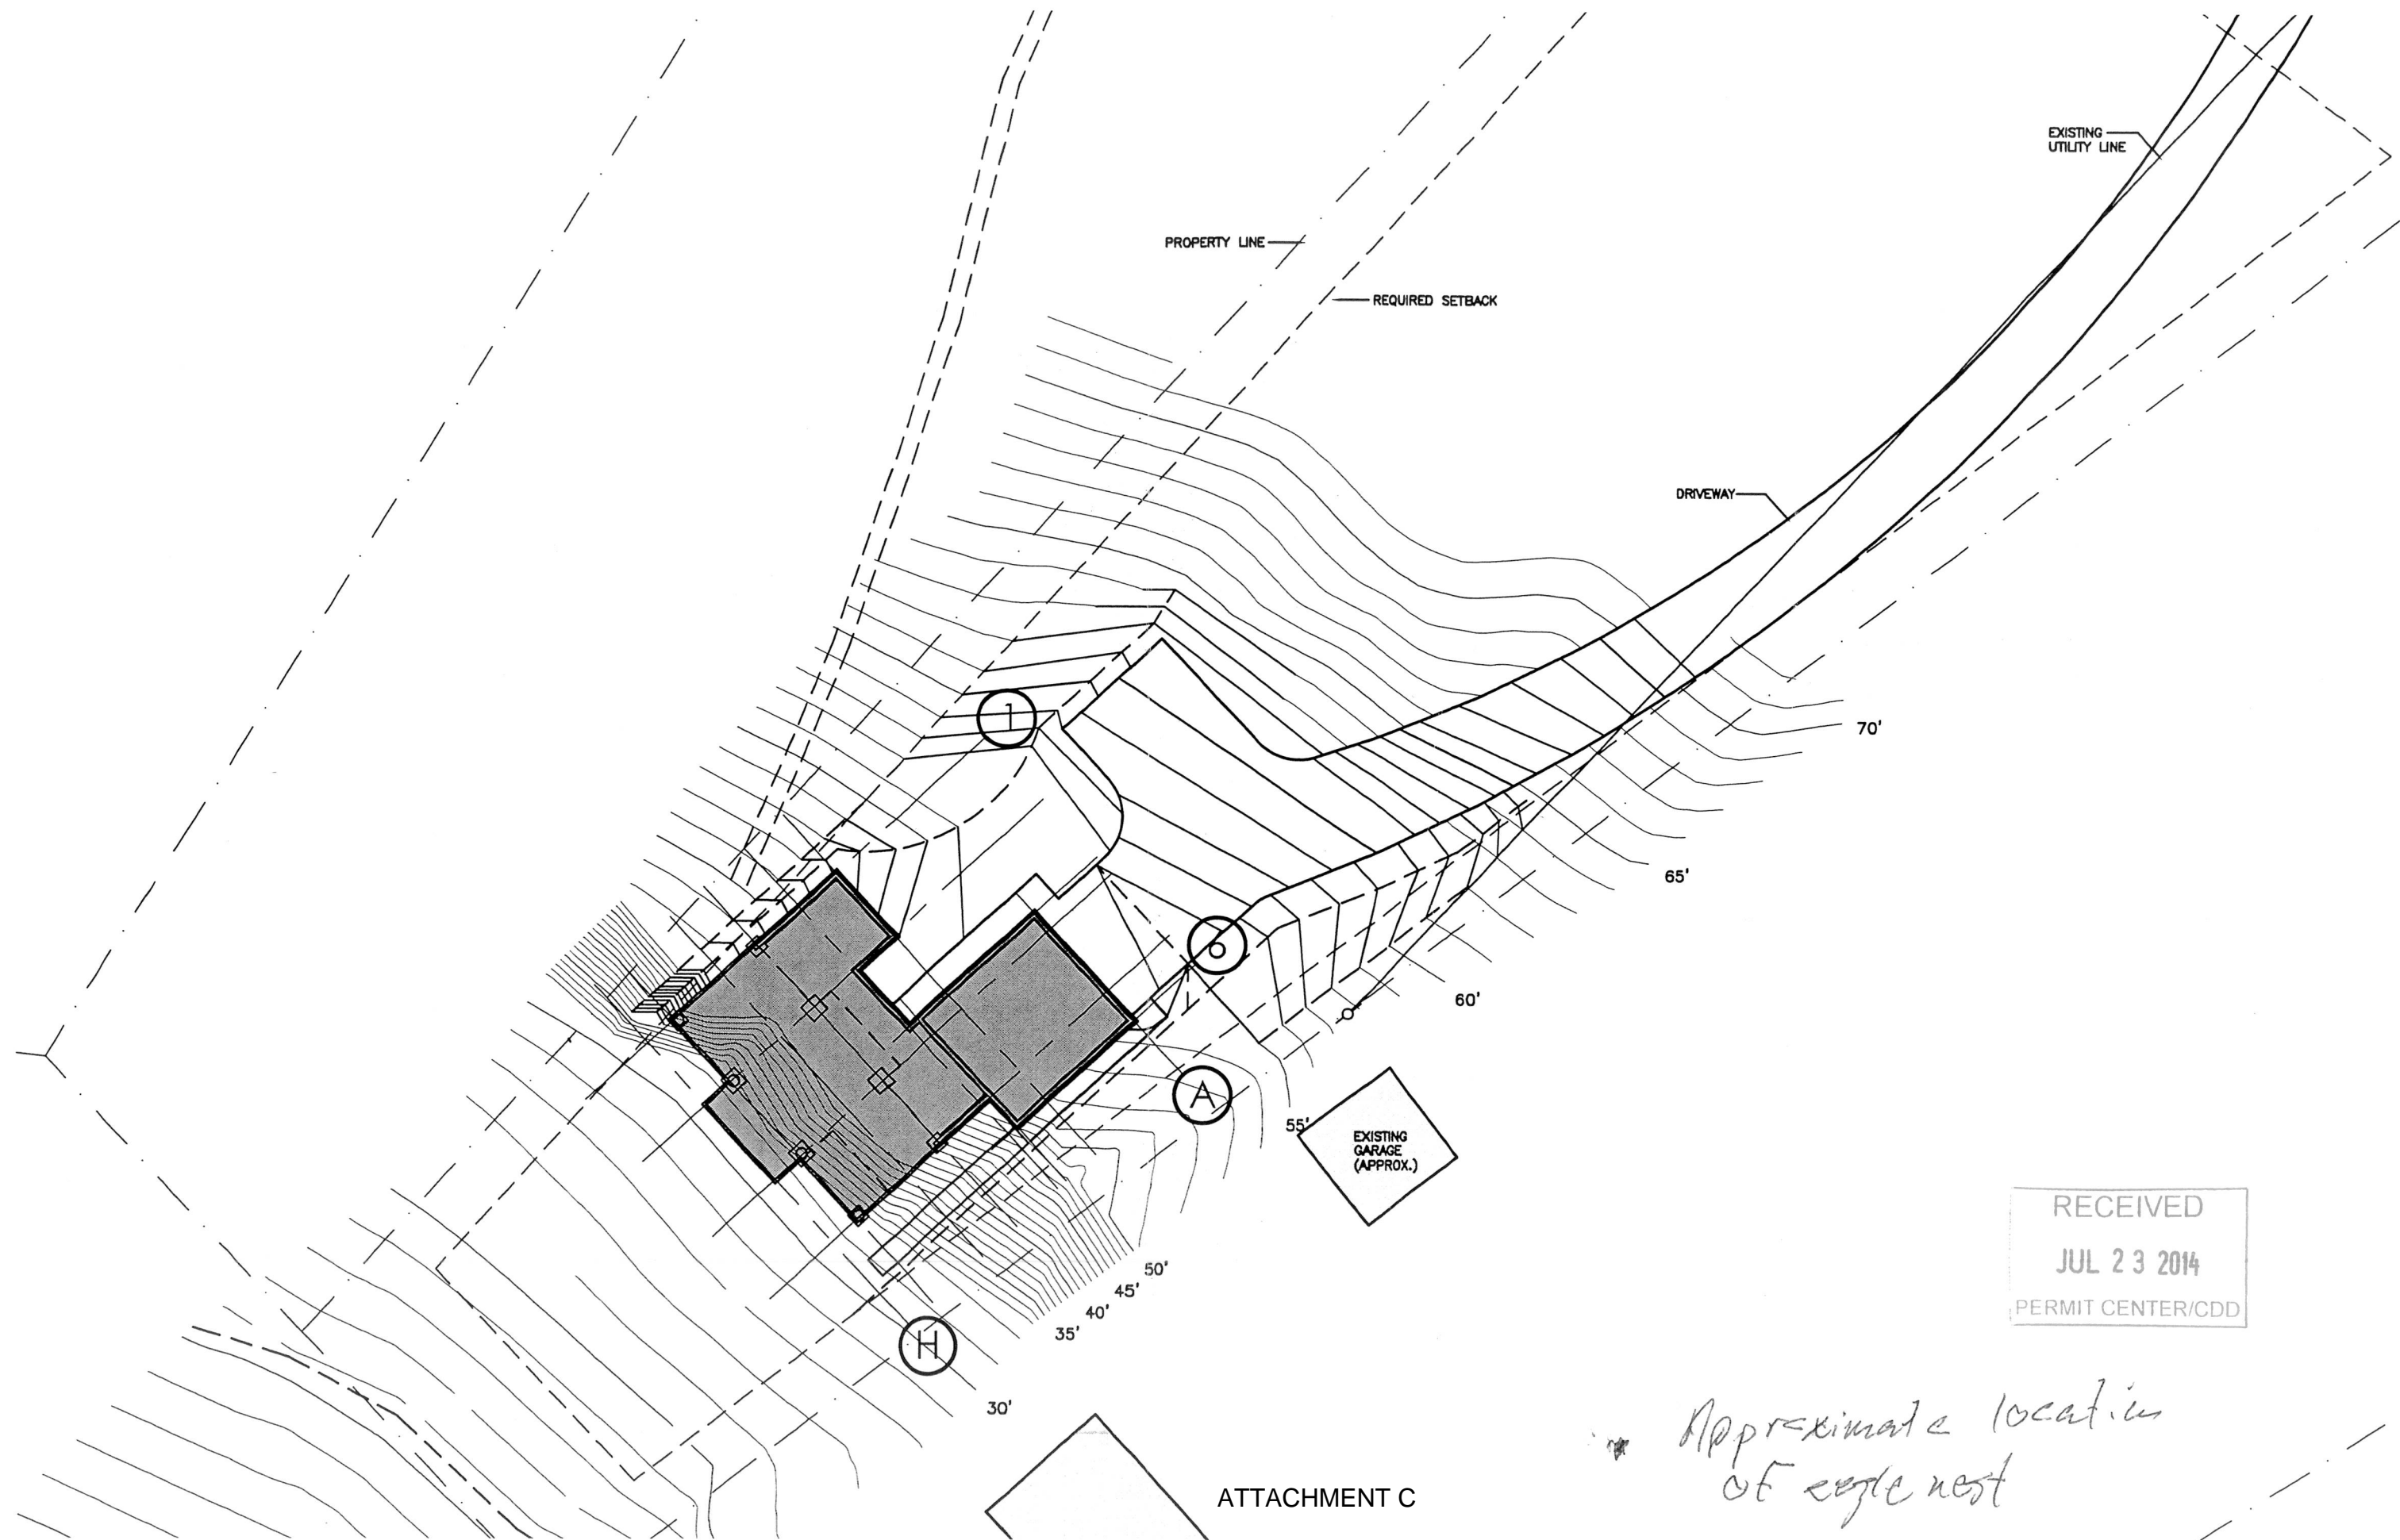 EXISTING
UTILITY LINE
PROPERTY LINE
REQUIRED SETBACK
DRIVEWAY
1
70'
65'
6
60'
A
55'
EXISTING
GARAGE
(APPROX.)
RECEIVED
JUL 23 2014
PERMIT CENTER/CDD
50'
45'
40'
35'
H
30'
Approximate location
of eagle nest
ATTACHMENT C